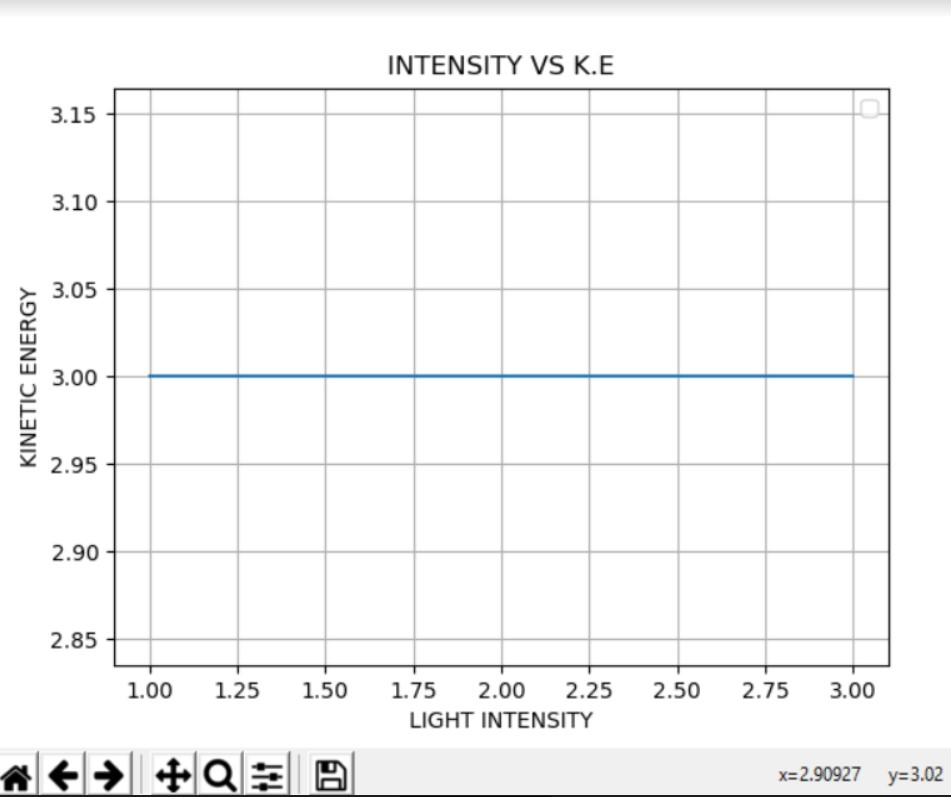 INTENSITY VS K.E
3.15
3.10
3.05
3.00
2.95
2.90
2.85
KINETIC ENERGY
1.00 1.25 1.50 1.75 2.00 2.25 2.50 2.75 3.00
LIGHT INTENSITY
x=2.90927 y=3.02